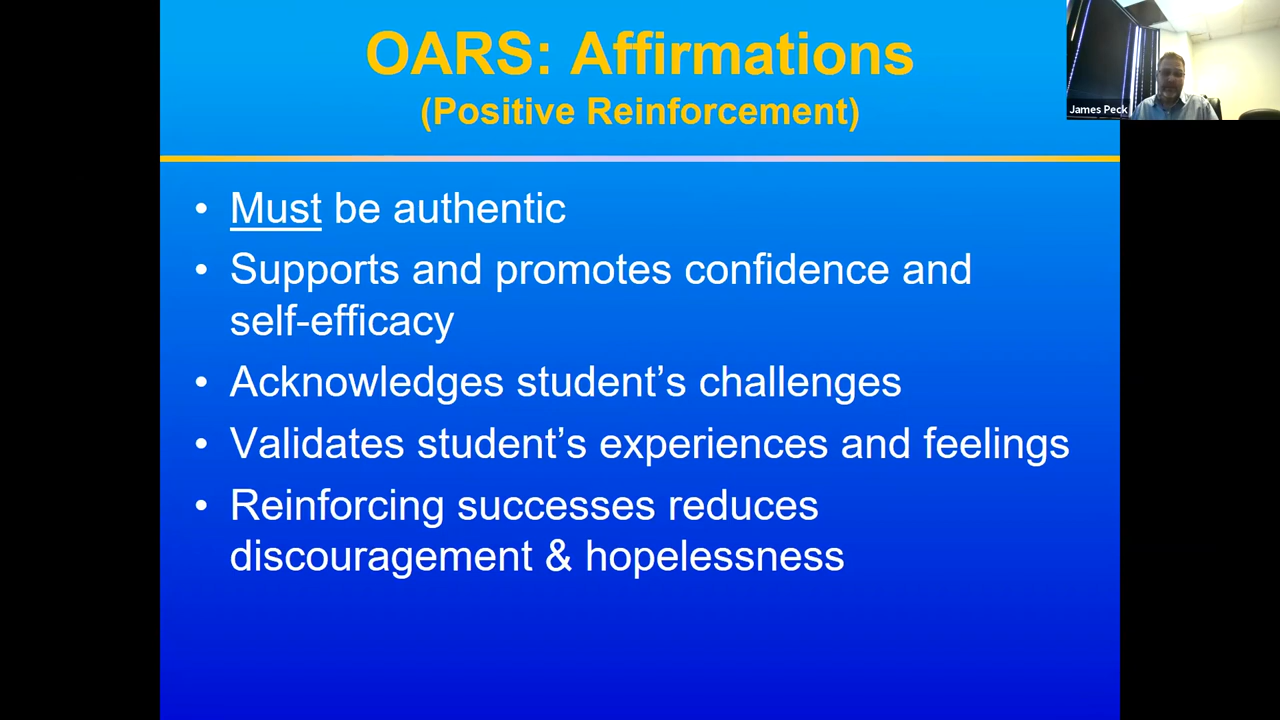 OARS: Affirmations
(Positive Reinforcement)
James Peck
• Must be authentic
• Supports and promotes confidence and
self-efficacy
• Acknowledges student’s challenges
• Validates student’s experiences and feelings
• Reinforcing successes reduces
discouragement & hopelessness